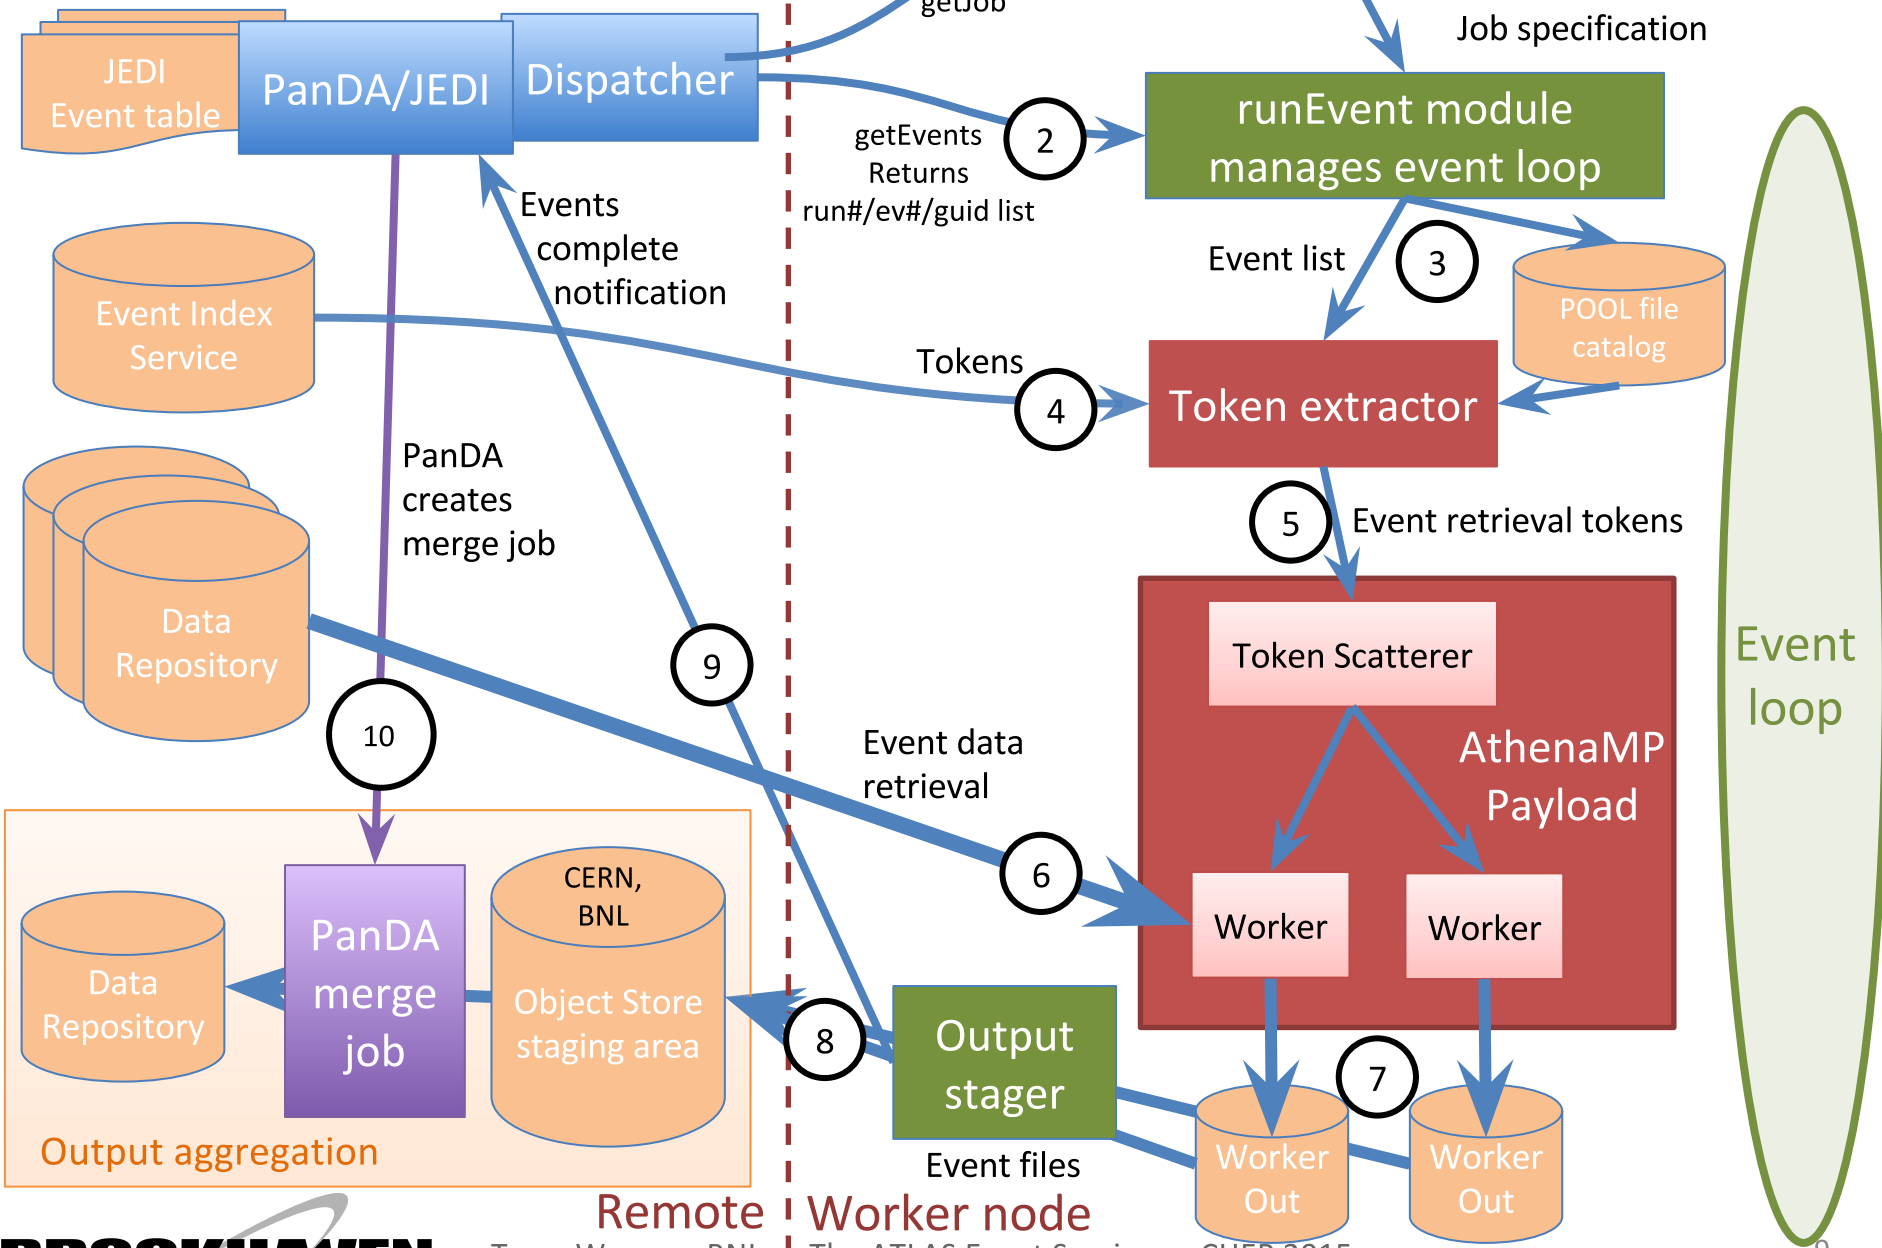 getJob
Job specification
JEDI
Event table
PanDA/JEDI
Dispatcher
runEvent module
manages event loop
2
getEvents
Returns
run#/ev#/guid list
Events
complete
notification
Event list
3
POOL file
catalog
Event Index
Service
Tokens
4
Token extractor
PanDA
creates
merge job
5
Event retrieval tokens
Data
Repository
9
Token Scatterer
Event
loop
10
Event data
retrieval
AthenaMP
Payload
6
CERN,
BNL
Worker
Worker
PanDA
merge
job
Data
Repository
Object Store
staging area
8
Output
stager
7
Output aggregation
Event files
Worker
Out
Worker
Out
Remote
Worker node
BROOKHAVEN